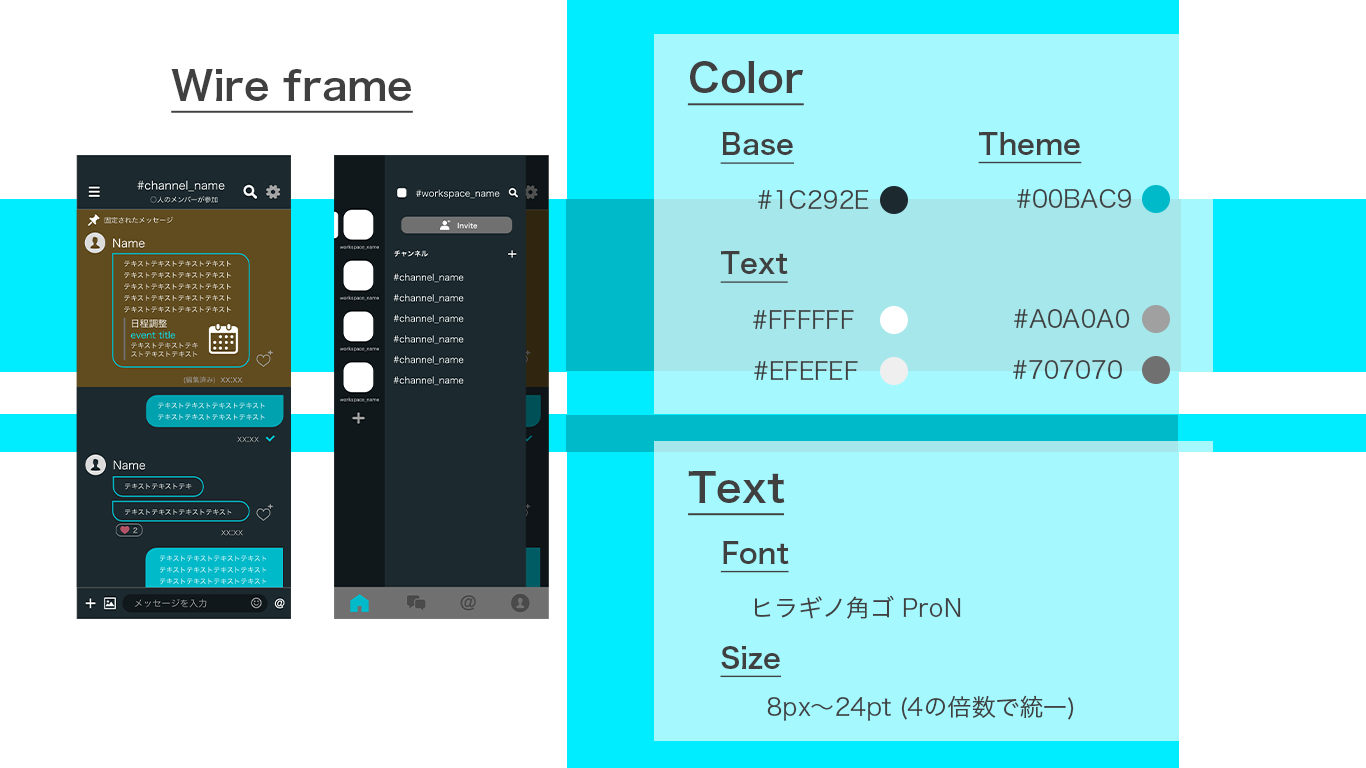 Wire frame
#channel_name
○人のメンバーが参加
固定されたメッセージ
Name
テキストテキストテキストテキスト
テキストテキストテキストテキスト
テキストテキストテキストテキスト
テキストテキストテキストテキスト
テキストテキストテキストテキスト
日程調整
event title
テキストテキストテキ
ストテキストテキスト
(編集済み) XX:XX
テキストテキストテキストテキスト
テキストテキストテキストテキスト
XX:XX
Name
テキストテキストテキ
テキストテキストテキストテキスト
2
XX:XX
テキストテキストテキストテキスト
テキストテキストテキストテキスト
テキストテキストテキストテキスト
メッセージを入力
@
#workspace_name
Invite
workspace_name
workspace_name
workspace_name
workspace_name
チャンネル
#channel_name
#channel_name
#channel_name
#channel_name
#channel_name
#channel_name
@
Color
Base
Theme
#1C292E
#00BAC9
Text
#FFFFFF
#A0A0A0
#EFEFEF
#707070
Text
Font
ヒラギノ角ゴ ProN
Size
8px〜24pt (4の倍数で統一)